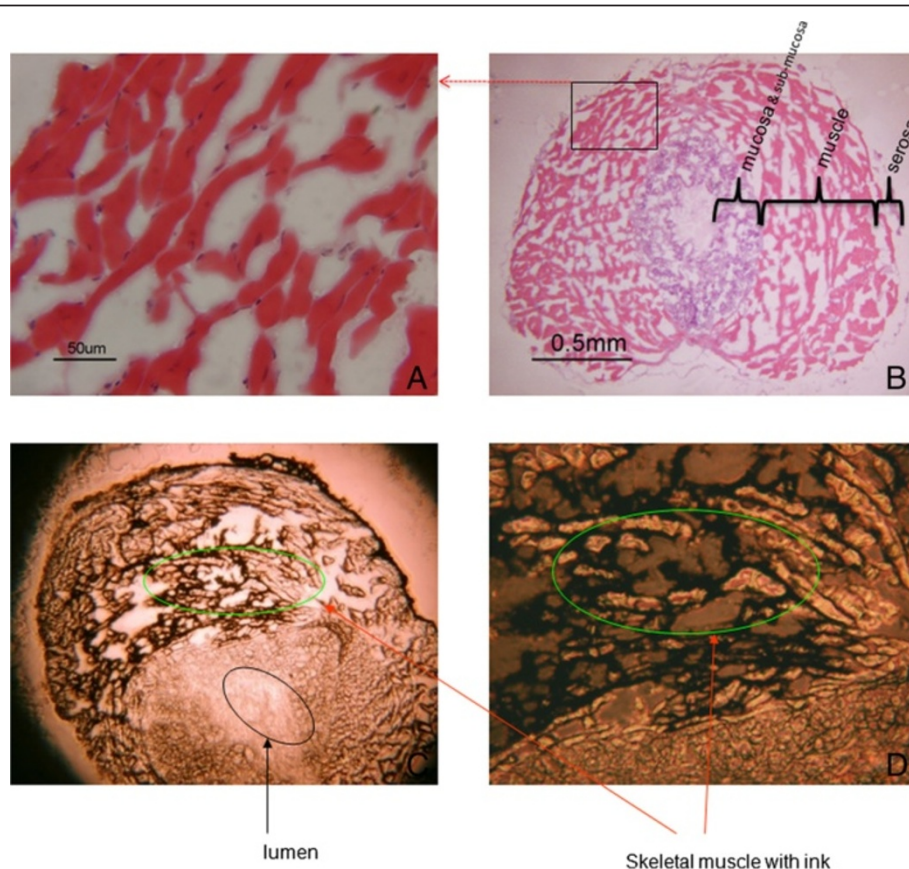 mucosa & sub-mucosa
muscle
serosa
50um
A
0.5mm
B
C
D
lumen
Skeletal muscle with ink